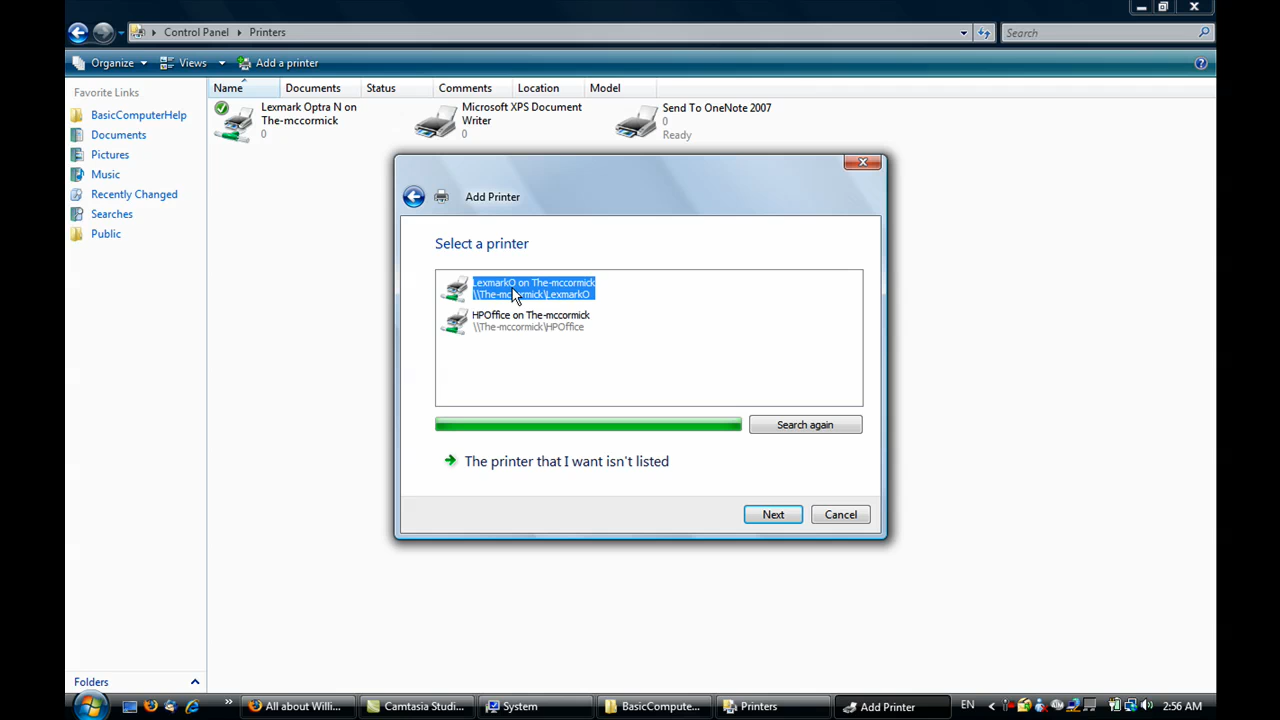 Control Panel
Printers
Search
Organize
Views
Add a printer
Favorite Links
BasicComputerHelp
Documents
Pictures
Music
Recently Changed
Searches
Public
Folders
Name
Documents
Status
Comments
Location
Model
Lexmark Optra N on
The-mccormick
0
Microsoft XPS Document
Writer
0
Send To OneNote 2007
0
Ready
Add Printer
Select a printer
LexmarkO on The-mccormick
\\The-mccormick\LexmarkO
HPOffice on The-mccormick
\\The-mccormick\HPOffice
Search again
The printer that I want isn't listed
Next
Cancel
All about Willi...
Camtasia Studi...
System
BasicCompute...
Printers
Add Printer
EN
2:56 AM